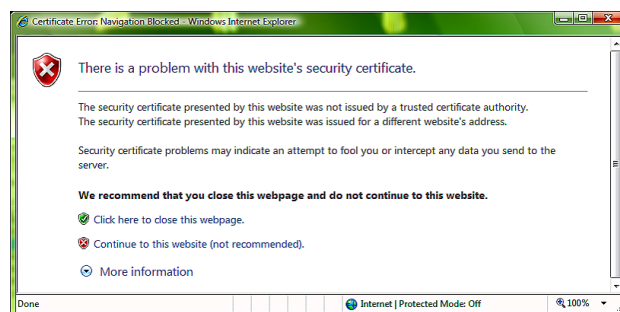 Certificate Error: Navigation Blocked - Windows Internet Explorer
There is a problem with this website's security certificate.
The security certificate presented by this website was not issued by a trusted certificate authority.
The security certificate presented by this website was issued for a different website's address.
Security certificate problems may indicate an attempt to fool you or intercept any data you send to the
server.
We recommend that you close this webpage and do not continue to this website.
Click here to close this webpage.
Continue to this website (not recommended).
More information
Done Internet | Protected Mode: Off 100%